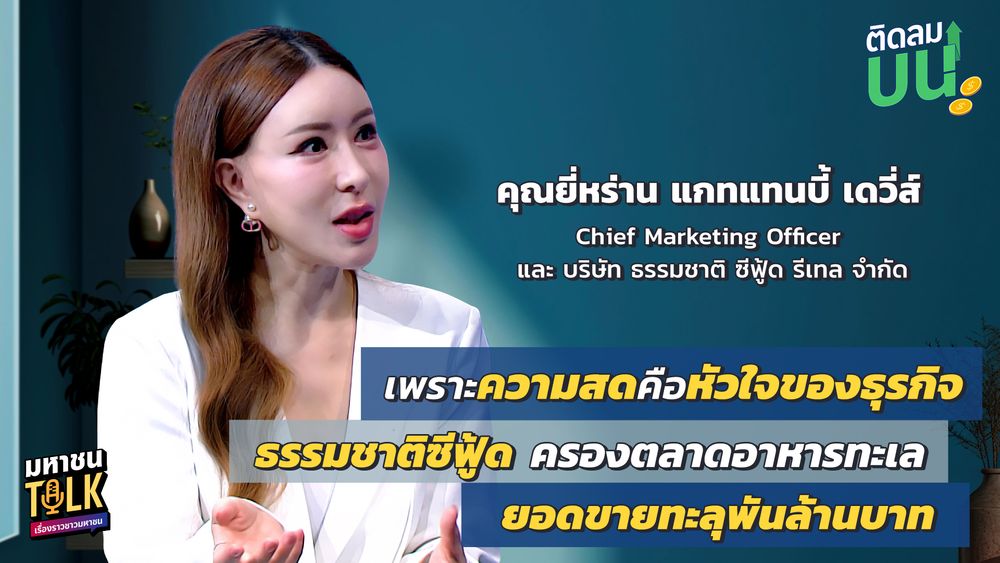 ติดลม
บน
คุณยี่หร่าน แกทแทนบี้ เดวี่ส์
Chief Marketing Officer
และ บริษัท ธรรมชาติ ซีฟู้ด รีเทล จำกัด
เพราะความสดคือหัวใจของธุรกิจ
ธรรมชาติซีฟู้ด ครองตลาดอาหารทะเล
ยอดขายทะลุพันล้านบาท
มหาชน
TALK
เรื่องราวชาวมหาชน